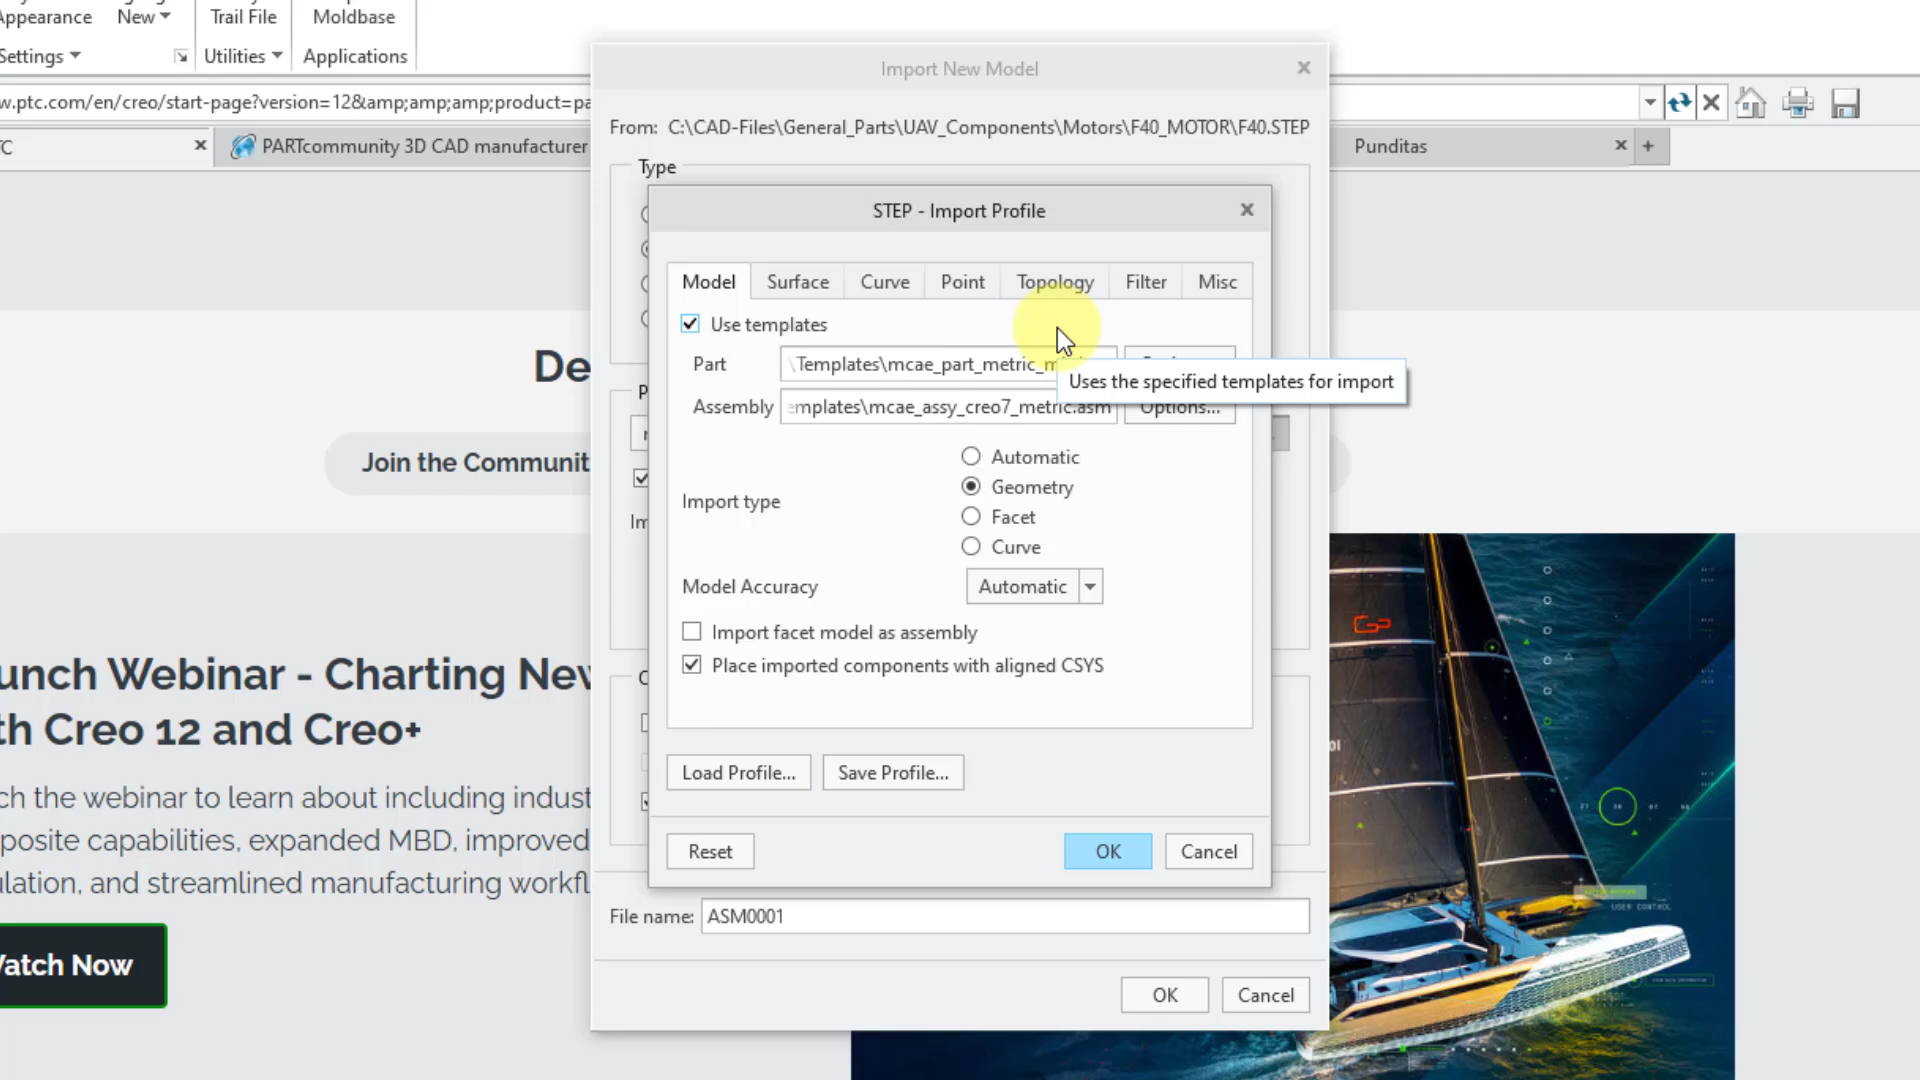 Appearance New Trail File Moldbase
Settings Utilities Applications
Import New Model
w.ptc.com/en/creo/start-page?version=12&amp;amp;amp;product=pa
From: C:\CAD-Files\General_Parts\UAV_Components\Motors\F40_MOTOR\F40.STEP
PARTcommunity 3D CAD manufacturer
Punditas
Type
STEP - Import Profile
Model Surface Curve Point Topology Filter Misc
Use templates
Part \Templates\mcae_part_metric_m
Uses the specified templates for import
Assembly emplates\mcae_assy_creo7_metric.asm Options...
Automatic
Import type
Geometry
Facet
Curve
Model Accuracy Automatic
Import facet model as assembly
Place imported components with aligned CSYS
Load Profile... Save Profile...
Reset OK Cancel
File name: ASM0001
OK Cancel
De
Join the Communit
unch Webinar - Charting Nev
th Creo 12 and Creo+
ch the webinar to learn about including indust
posite capabilities, expanded MBD, improved
ulation, and streamlined manufacturing workfl
Watch Now
USER CONTROL